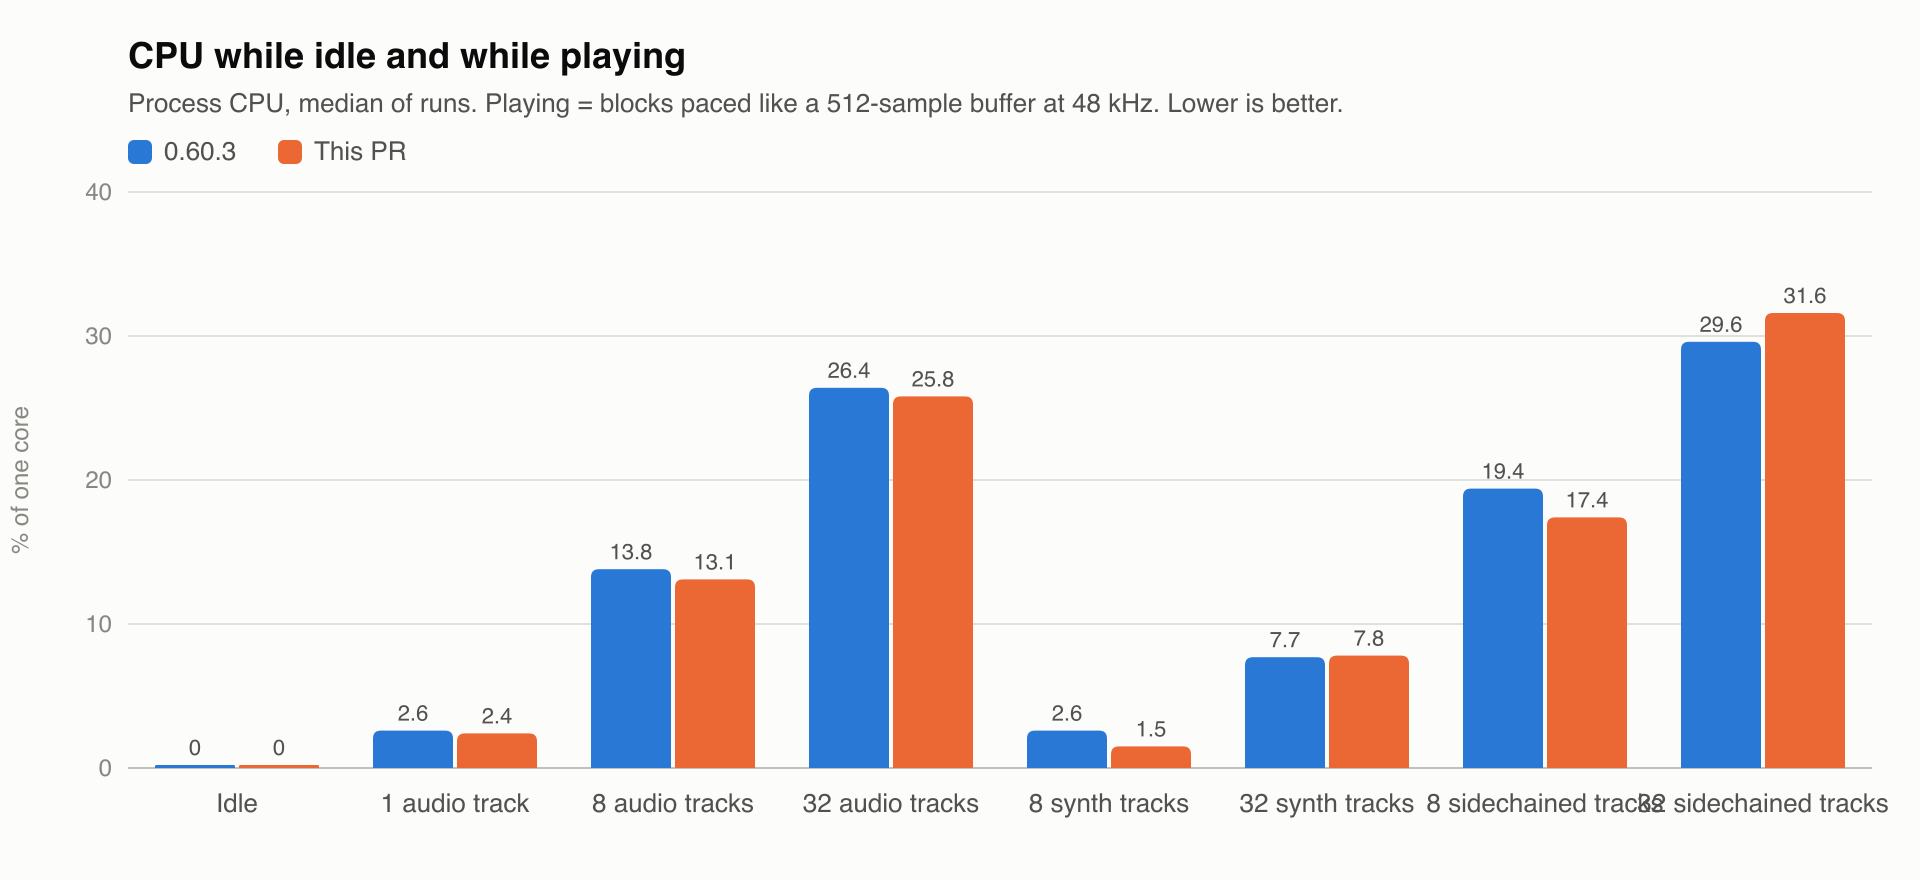 CPU while idle and while playing
Process CPU, median of runs. Playing = blocks paced like a 512-sample buffer at 48 kHz. Lower is better.
0.60.3 This PR
% of one core
40
30
20
10
0
0 0
2.6 2.4
13.8 13.1
26.4 25.8
2.6 1.5
7.7 7.8
19.4 17.4
29.6 31.6
Idle 1 audio track 8 audio tracks 32 audio tracks 8 synth tracks 32 synth tracks 8 sidechained tracks 32 sidechained tracks